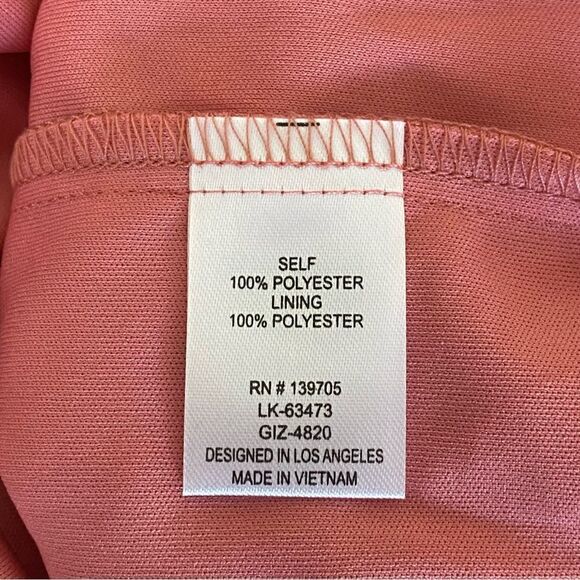 SELF
100% POLYESTER
LINING
100% POLYESTER
RN # 139705
LK-63473
GIZ-4820
DESIGNED IN LOS ANGELES
MADE IN VIETNAM